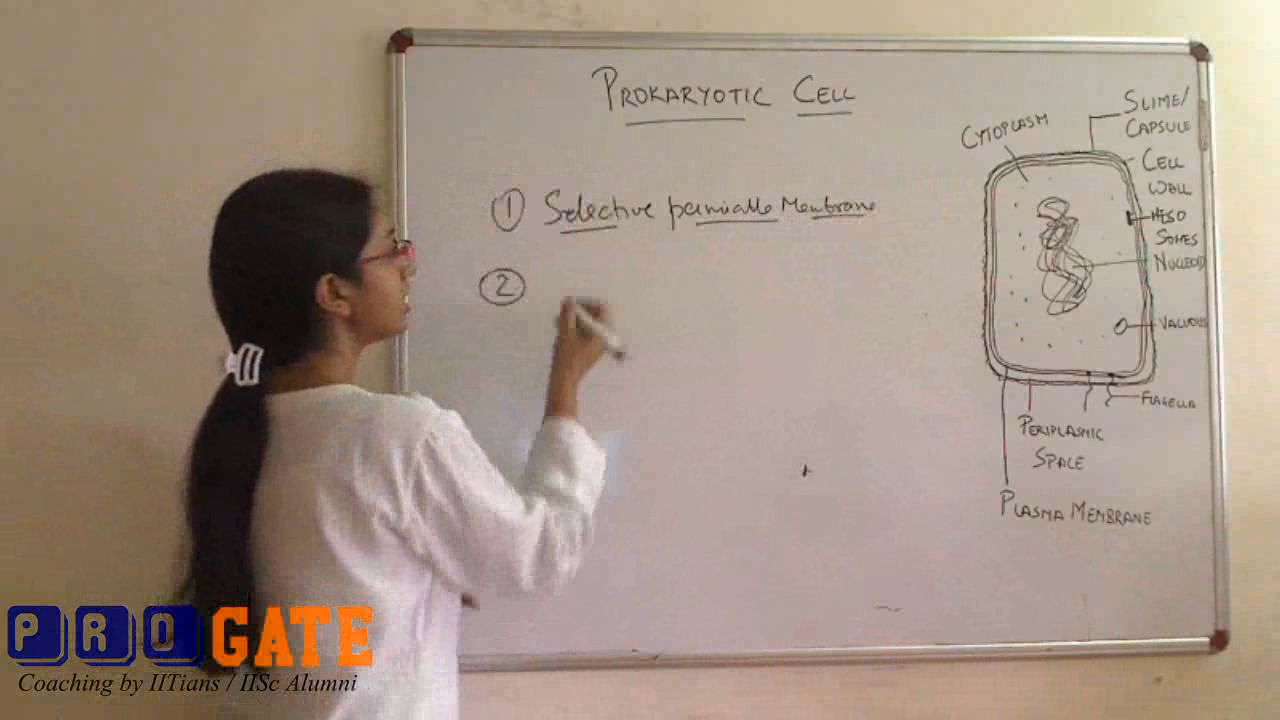 PROKARYOTIC CELL
① Selective permiable Membrane
②
CYTOPLASM
SLIME/
CAPSULE
CELL
WALL
MESO
SOMES
NUCLEOID
VALUOLES
FLAGELLA
PERIPLASMIC
SPACE
PLASMA MEMBRANE
PRO GATE
Coaching by IITians / IISc Alumni